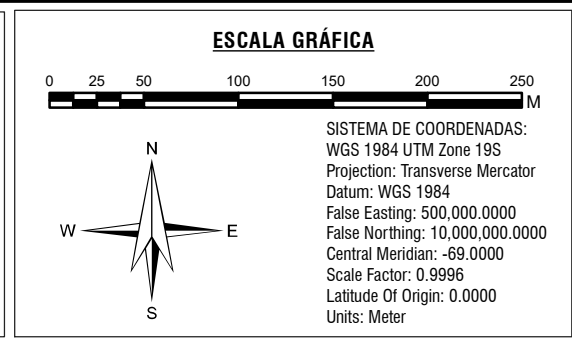 ESCALA GRÁFICA
0 25 50 100 150 200 250
M
SISTEMA DE COORDENADAS:
WGS 1984 UTM Zone 19S
Projection: Transverse Mercator
Datum: WGS 1984
False Easting: 500,000.0000
False Northing: 10,000,000.0000
Central Meridian: -69.0000
Scale Factor: 0.9996
Latitude Of Origin: 0.0000
Units: Meter
N
W E
S